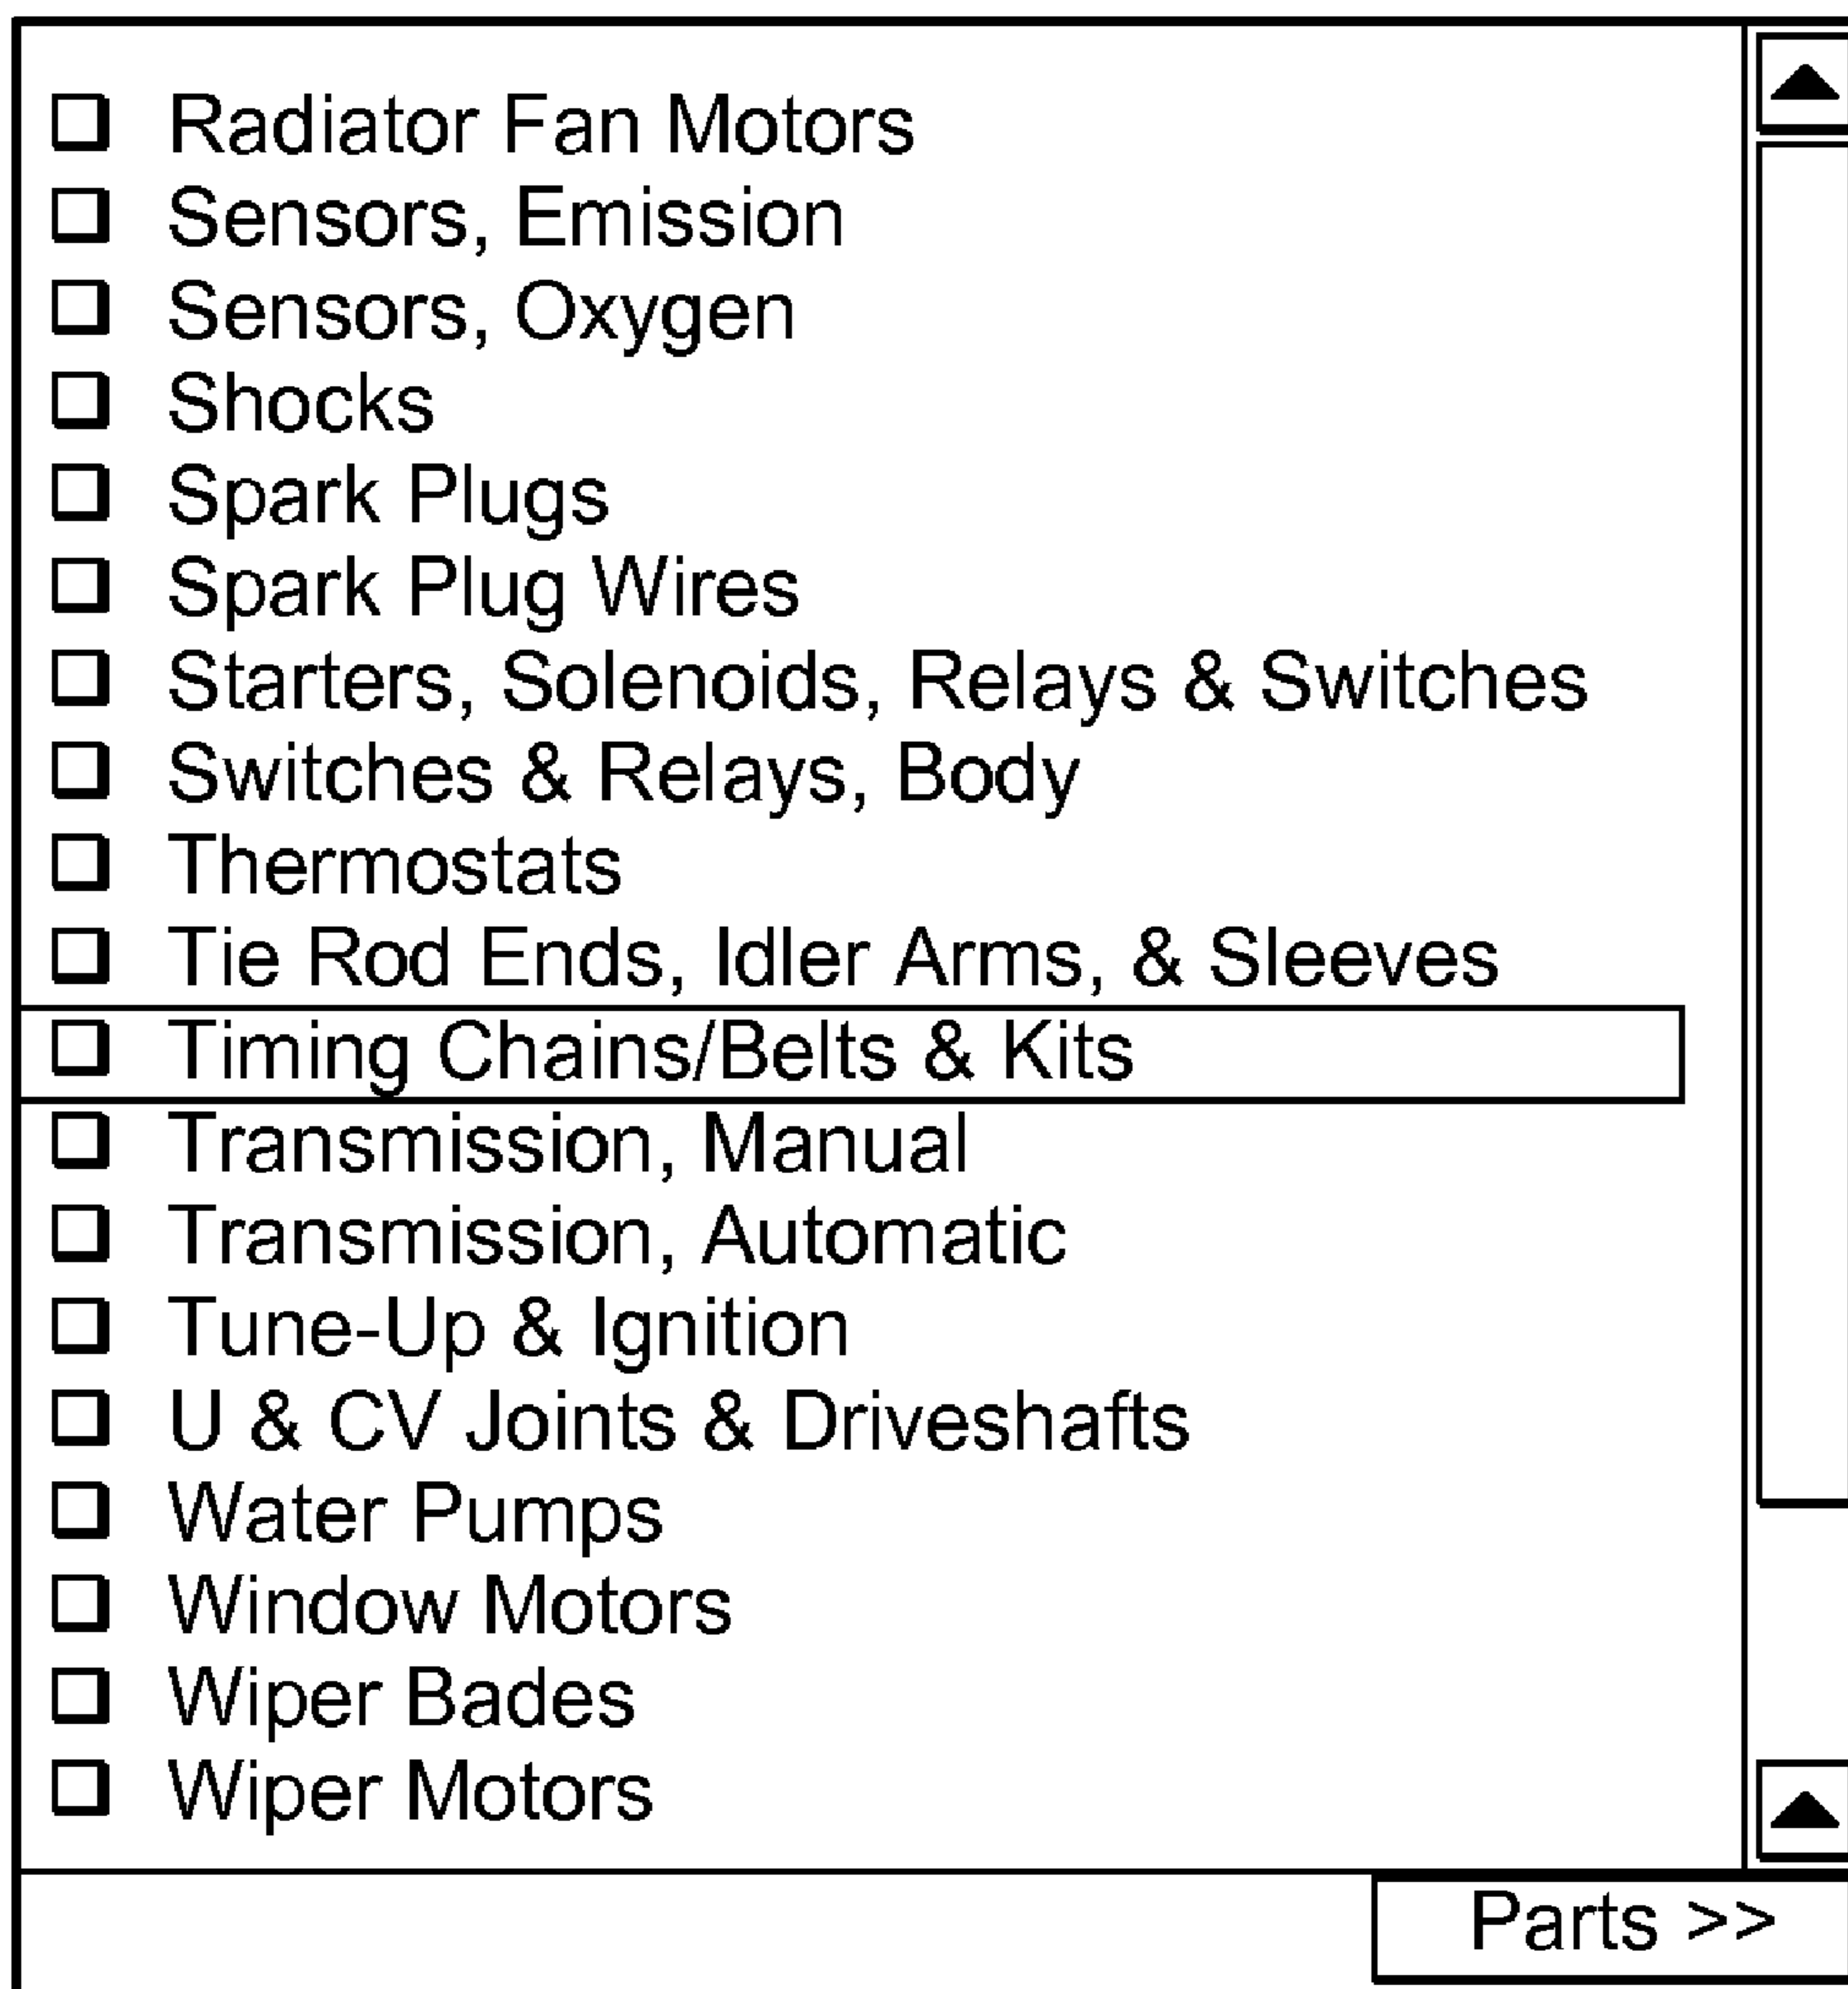 Radiator Fan Motors
Sensors, Emission
Sensors, Oxygen
Shocks
Spark Plugs
Spark Plug Wires
Starters, Solenoids, Relays & Switches
Switches & Relays, Body
Thermostats
Tie Rod Ends, Idler Arms, & Sleeves
Timing Chains/Belts & Kits
Transmission, Manual
Transmission, Automatic
Tune-Up & Ignition
U & CV Joints & Driveshafts
Water Pumps
Window Motors
Wiper Bades
Wiper Motors
Parts >>